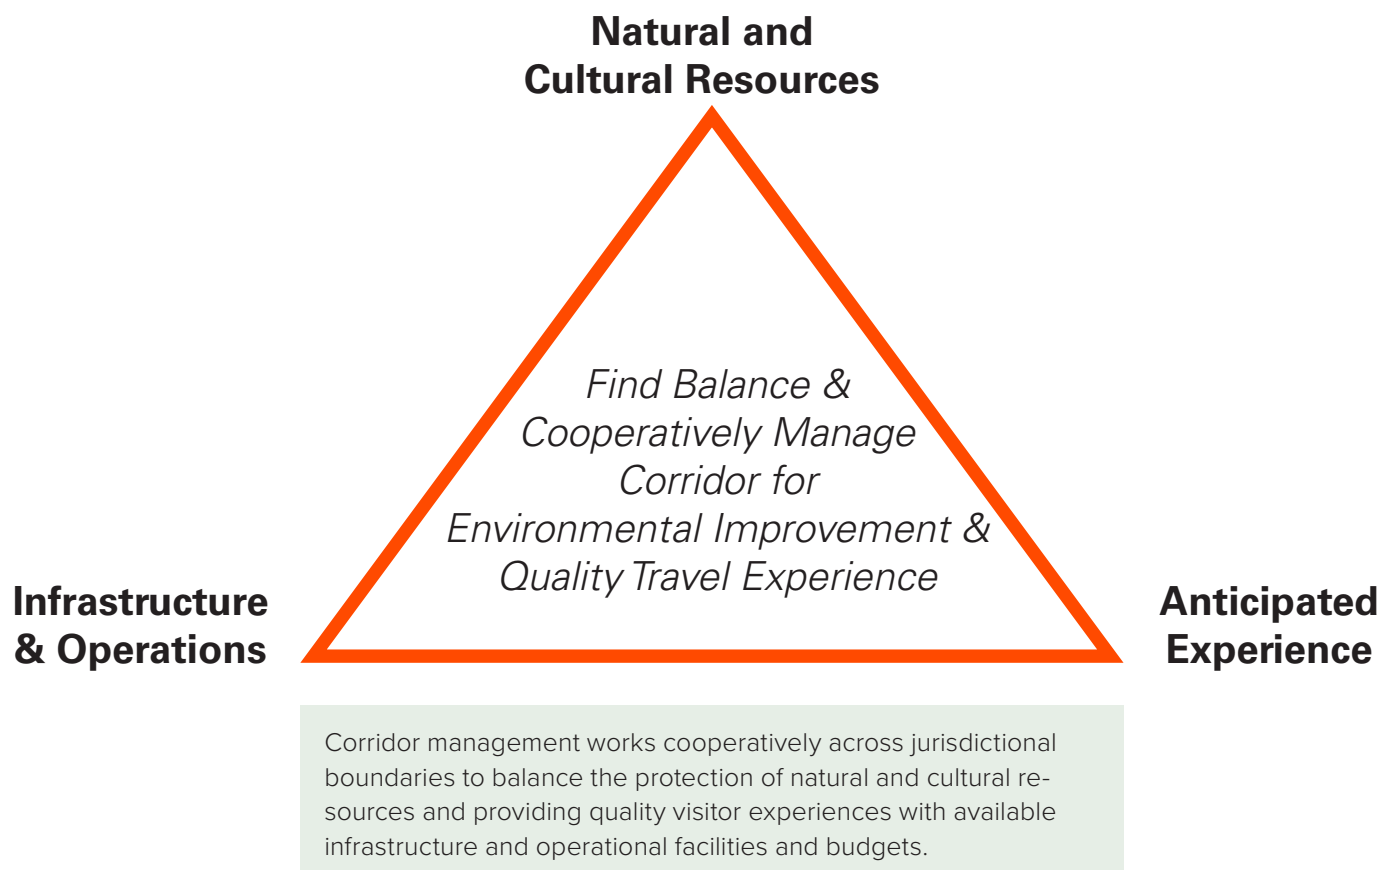 Natural and
Cultural Resources
Find Balance &
Cooperatively Manage
Corridor for
Environmental Improvement &
Quality Travel Experience
Infrastructure
& Operations
Anticipated
Experience
Corridor management works cooperatively across jurisdictional
boundaries to balance the protection of natural and cultural re-
sources and providing quality visitor experiences with available
infrastructure and operational facilities and budgets.